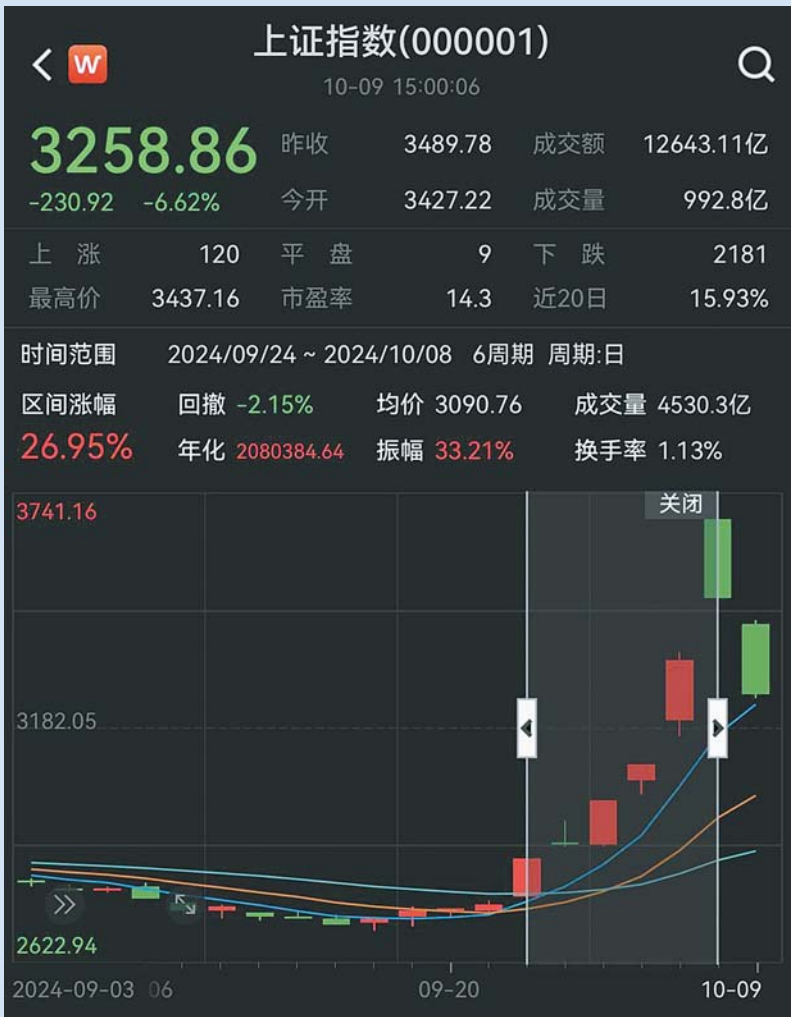 上证指数(000001)
W
10-09 15:00:06
3258.86 昨收 3489.78 成交额 12643.11亿
-230.92 -6.62% 今开 3427.22 成交量 992.8亿
上 涨 120 平 盘 9 下 跌 2181
最高价 3437.16 市盈率 14.3 近20日 15.93%
时间范围 2024/09/24 ~ 2024/10/08 6周期 周期:日
区间涨幅 回撤 -2.15% 均价 3090.76 成交量 4530.3亿
26.95% 年化 2080384.64 振幅 33.21% 换手率 1.13%
关闭
3741.16
3182.05
2622.94
2024-09-03 06 09-20 10-09